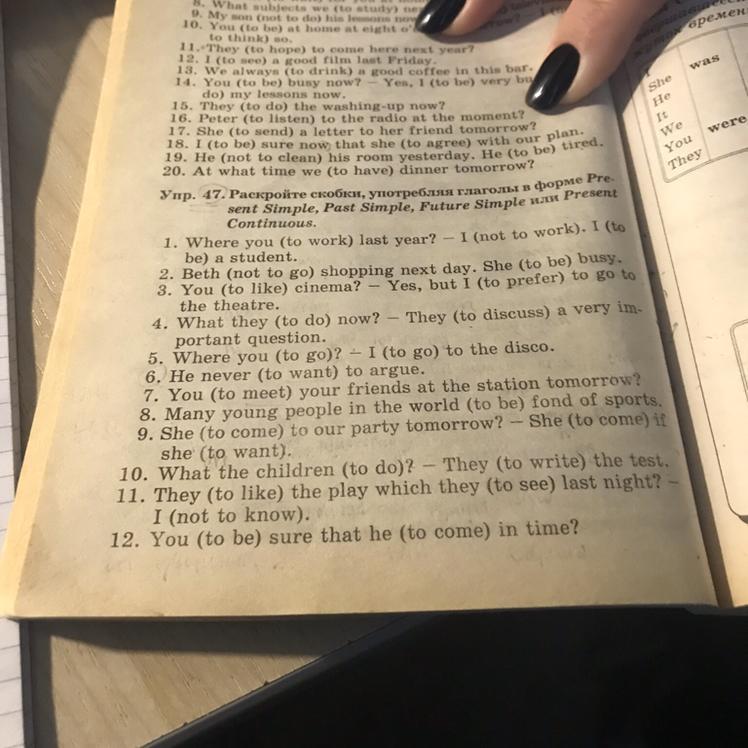 8. What subjects we (to study)
9. My son (not to do) his lessons now
10. You (to be) at home at eight o'
to think) so.
11. They (to hope) to come here next year?
12. I (to see) a good film last Friday.
13. We always (to drink) a good coffee in this bar.
14. You (to be) busy now? – Yes, I (to be) very bu
do) my lessons now.
15. They (to do) the washing-up now?
16. Peter (to listen) to the radio at the moment?
17. She (to send) a letter to her friend tomorrow?
18. I (to be) sure now that she (to agree) with our plan.
19. He (not to clean) his room yesterday. He (to be) tired.
20. At what time we (to have) dinner tomorrow?
Упр. 47. Раскройте скобки, употребляя глаголы в форме Pre-
sent Simple, Past Simple, Future Simple или Present
Continuous.
1. Where you (to work) last year? – I (not to work). I (to
be) a student.
2. Beth (not to go) shopping next day. She (to be) busy.
3. You (to like) cinema? – Yes, but I (to prefer) to go to
the theatre.
4. What they (to do) now? – They (to discuss) a very im-
portant question.
5. Where you (to go)? – I (to go) to the disco.
6. He never (to want) to argue.
7. You (to meet) your friends at the station tomorrow?
8. Many young people in the world (to be) fond of sports.
9. She (to come) to our party tomorrow? – She (to come) if
she (to want).
10. What the children (to do)? – They (to write) the test.
11. They (to like) the play which they (to see) last night? –
I (not to know).
12. You (to be) sure that he (to come) in time?
She
He
It
was
We
You
They
were